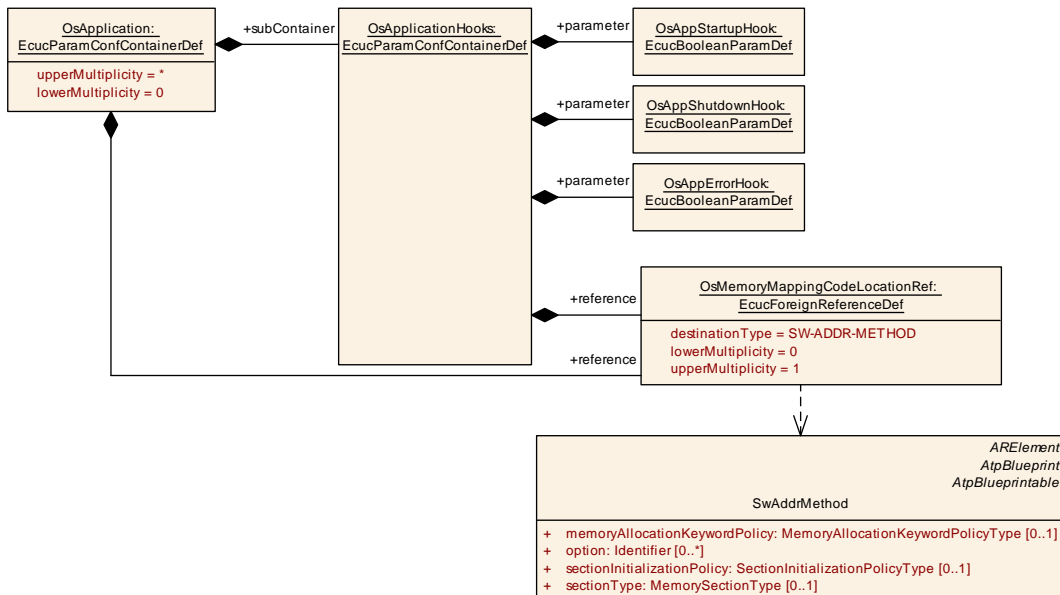 OsApplication:
EcucParamConfContainerDef
upperMultiplicity = *
lowerMultiplicity = 0
+subContainer
OsApplicationHooks:
EcucParamConfContainerDef
+parameter
OsAppStartupHook:
EcucBooleanParamDef
+parameter
OsAppShutdownHook:
EcucBooleanParamDef
+parameter
OsAppErrorHook:
EcucBooleanParamDef
+reference
+reference
OsMemoryMappingCodeLocationRef:
EcucForeignReferenceDef
destinationType = SW-ADDR-METHOD
lowerMultiplicity = 0
upperMultiplicity = 1
ARElement
AtpBlueprint
AtpBlueprintable
SwAddrMethod
+ memoryAllocationKeywordPolicy: MemoryAllocationKeywordPolicyType [0..1]
+ option: Identifier [0..*]
+ sectionInitializationPolicy: SectionInitializationPolicyType [0..1]
+ sectionType: MemorySectionType [0..1]